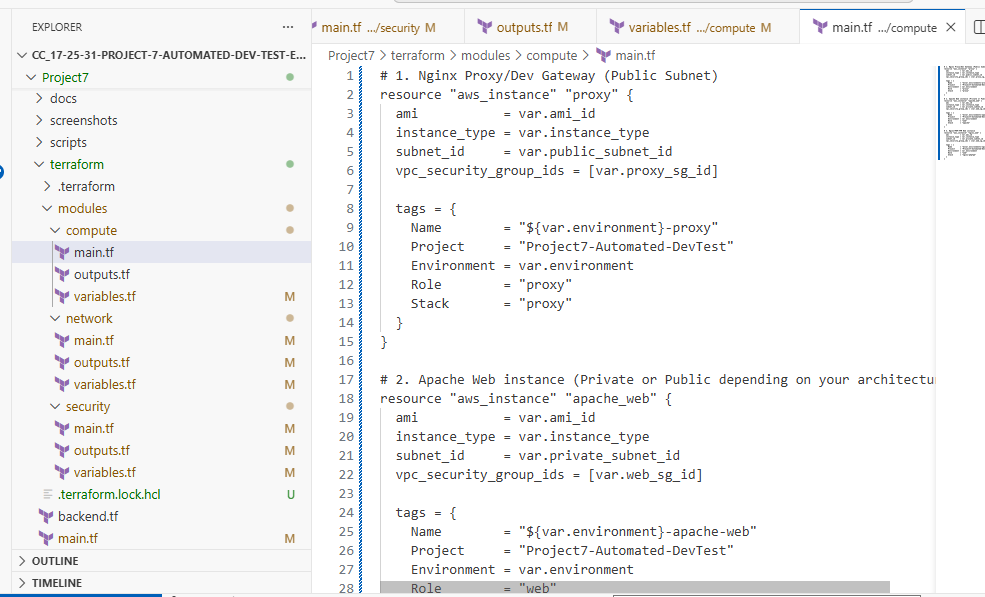 EXPLORER
CC_17-25-31-PROJECT-7-AUTOMATED-DEV-TEST-E...
Project7
docs
screenshots
scripts
terraform
.terraform
modules
compute
main.tf
outputs.tf
variables.tf M
network
main.tf M
outputs.tf M
variables.tf M
security
main.tf M
outputs.tf M
variables.tf M
.terraform.lock.hcl U
backend.tf
main.tf M
OUTLINE
TIMELINE
main.tf .../security M
outputs.tf M
variables.tf .../compute M
main.tf .../compute
Project7 > terraform > modules > compute > main.tf
1 # 1. Nginx Proxy/Dev Gateway (Public Subnet)
2 resource "aws_instance" "proxy" {
3   ami           = var.ami_id
4   instance_type = var.instance_type
5   subnet_id     = var.public_subnet_id
6   vpc_security_group_ids = [var.proxy_sg_id]
7
8   tags = {
9     Name        = "${var.environment}-proxy"
10     Project     = "Project7-Automated-DevTest"
11     Environment = var.environment
12     Role        = "proxy"
13     Stack       = "proxy"
14   }
15 }
16
17 # 2. Apache Web instance (Private or Public depending on your architectu
18 resource "aws_instance" "apache_web" {
19   ami           = var.ami_id
20   instance_type = var.instance_type
21   subnet_id     = var.private_subnet_id
22   vpc_security_group_ids = [var.web_sg_id]
23
24   tags = {
25     Name        = "${var.environment}-apache-web"
26     Project     = "Project7-Automated-DevTest"
27     Environment = var.environment
28     Role        = "web"